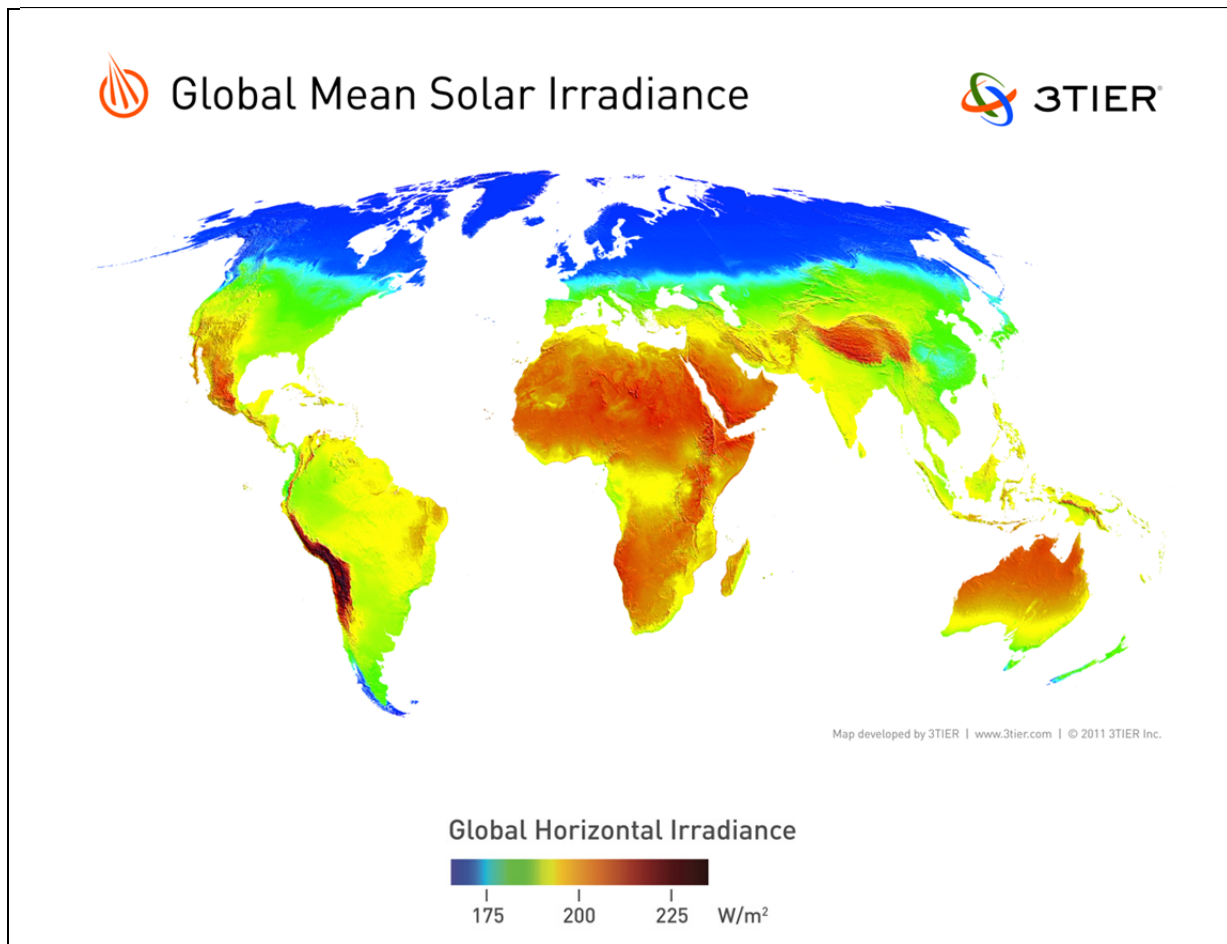 Global Mean Solar Irradiance
3TIER®
Map developed by 3TIER | www.3tier.com | © 2011 3TIER Inc.
Global Horizontal Irradiance
175 200 225 W/m²